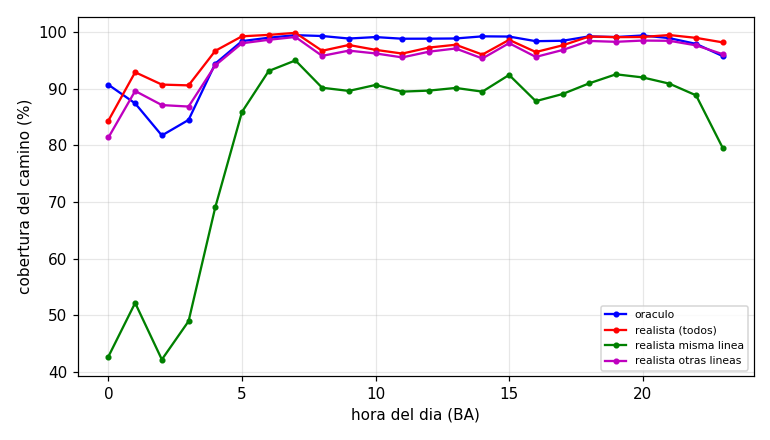 100
90
80
70
60
50
40
cobertura del camino (%)
0
5
10
15
20
hora del dia (BA)
oraculo
realista (todos)
realista misma linea
realista otras lineas